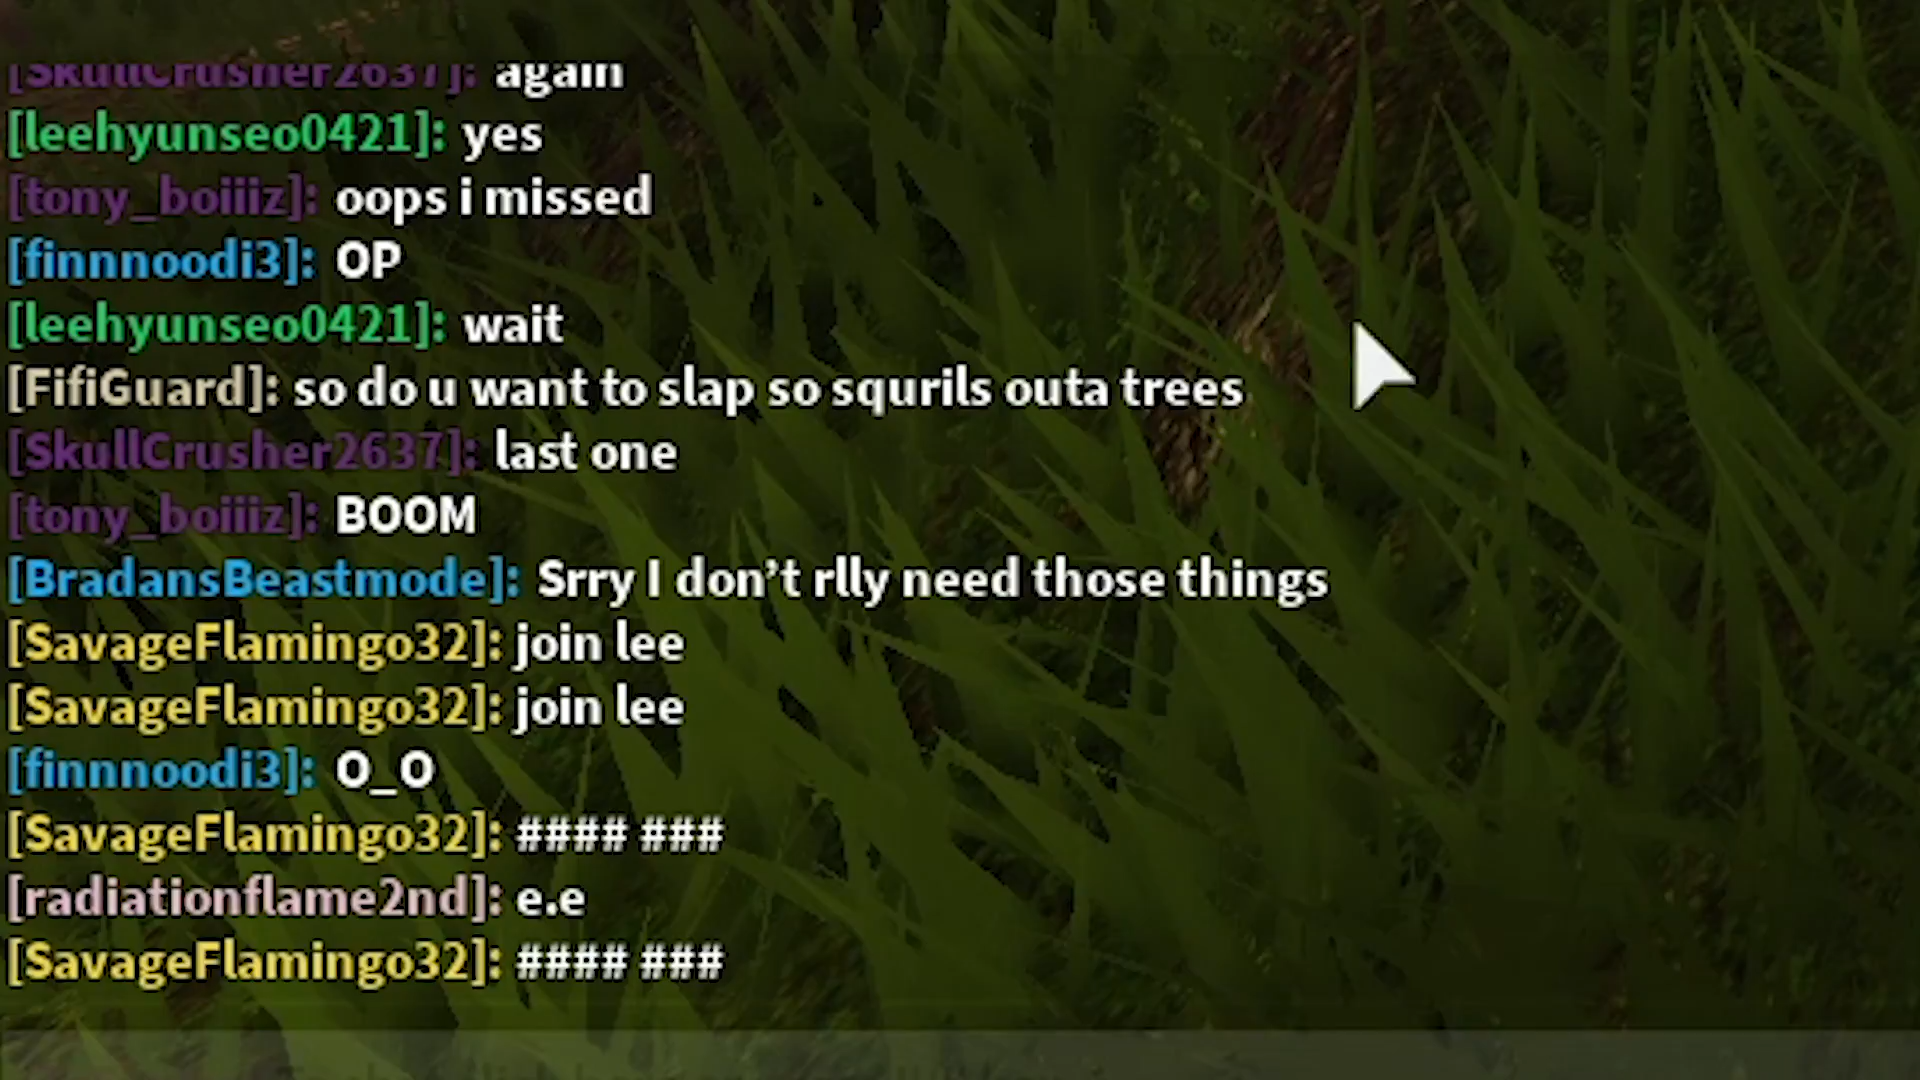 [SkullCrusher2637]: again
[leehyunseo0421]: yes
[tony_boiiiz]: oops i missed
[finnnoodi3]: OP
[leehyunseo0421]: wait
[FifiGuard]: so do u want to slap so squrils outa trees
[SkullCrusher2637]: last one
[tony_boiiiz]: BOOM
[BradansBeastmode]: Srry I don’t rlly need those things
[SavageFlamingo32]: join lee
[SavageFlamingo32]: join lee
[finnnoodi3]: O_O
[SavageFlamingo32]: #### ###
[radiationflame2nd]: e.e
[SavageFlamingo32]: #### ###